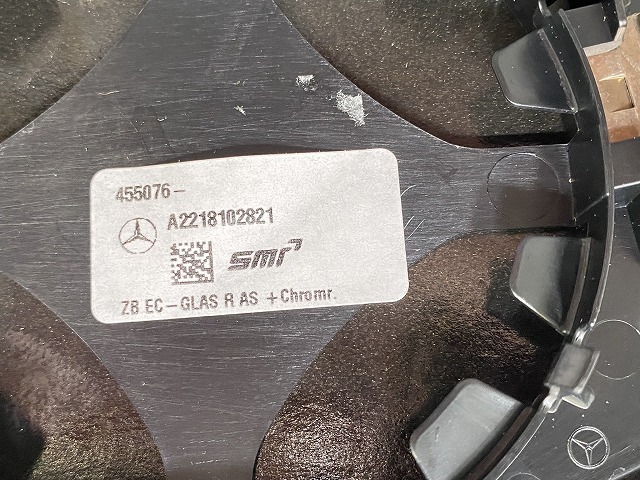 455076-
A2218102821
smr
ZB EC-GLAS R AS +Chromr.